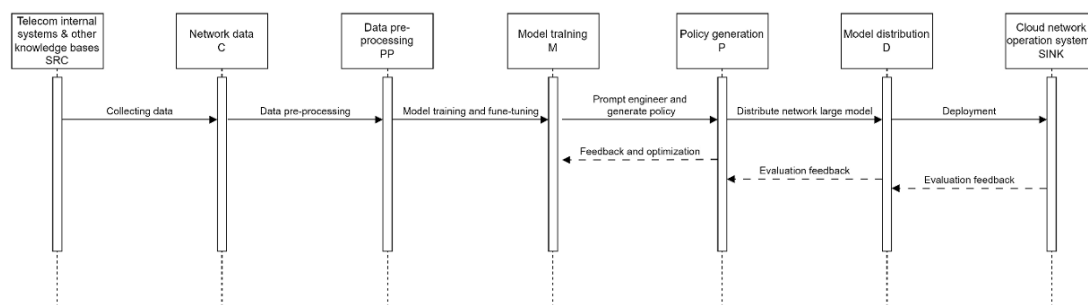 Telecom internal
systems & other
knowledge bases
SRC
Network data
C
Data pre-
processing
PP
Model training
M
Policy generation
P
Model distribution
D
Cloud network
operation system
SINK
Collecting data
Data pre-processing
Model training and fune-tuning
Prompt engineer and
generate policy
Distribute network large model
Deployment
Feedback and optimization
Evaluation feedback
Evaluation feedback